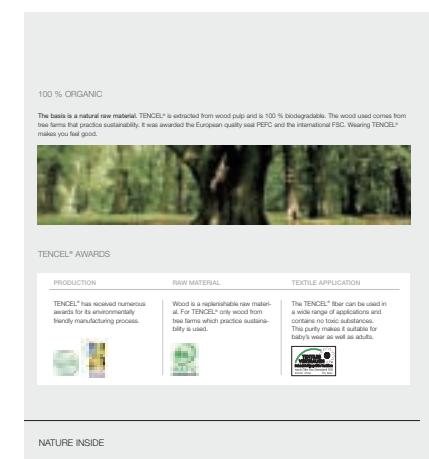 100 % ORGANIC
The basis is a natural raw material. TENCEL® is extracted from wood pulp and is 100 % biodegradable. The wood used comes from
tree farms that practice sustainability. It was awarded the European quality seal PEFC and the international FSC. Wearing TENCEL®
makes you feel good.
TENCEL® AWARDS
PRODUCTION
TENCEL® has received numerous
awards for its environmentally
friendly manufacturing process.
RAW MATERIAL
Wood is a replenishable raw materi-
al. For TENCEL® only wood from
tree farms which practice sustaina-
bility is used.
TEXTILE APPLICATION
The TENCEL® fiber can be used in
a wide range of applications and
contains no toxic substances.
This purity makes it suitable for
baby's wear as well as adults.
NATURE INSIDE